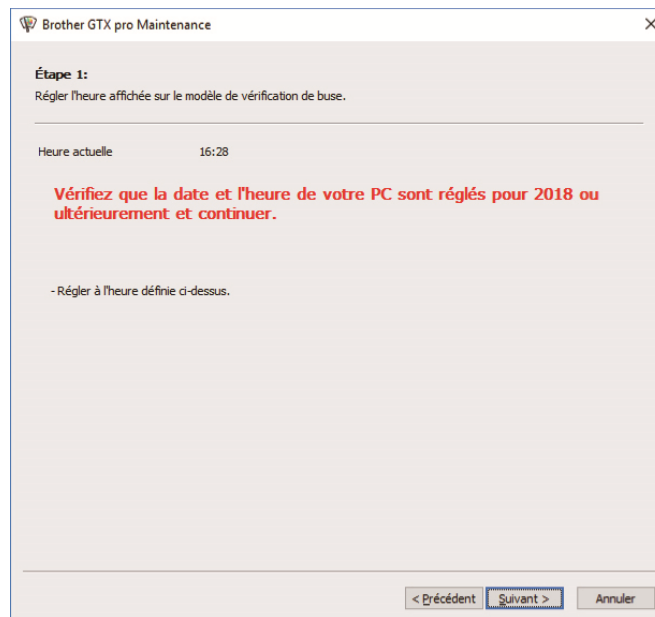 Brother GTX pro Maintenance
Étape 1:
Régler l'heure affichée sur le modèle de vérification de buse.
Heure actuelle 16:28
Vérifiez que la date et l'heure de votre PC sont réglés pour 2018 ou
ultérieurement et continuer.
- Régler à l'heure définie ci-dessus.
< Précédent Suivant > Annuler